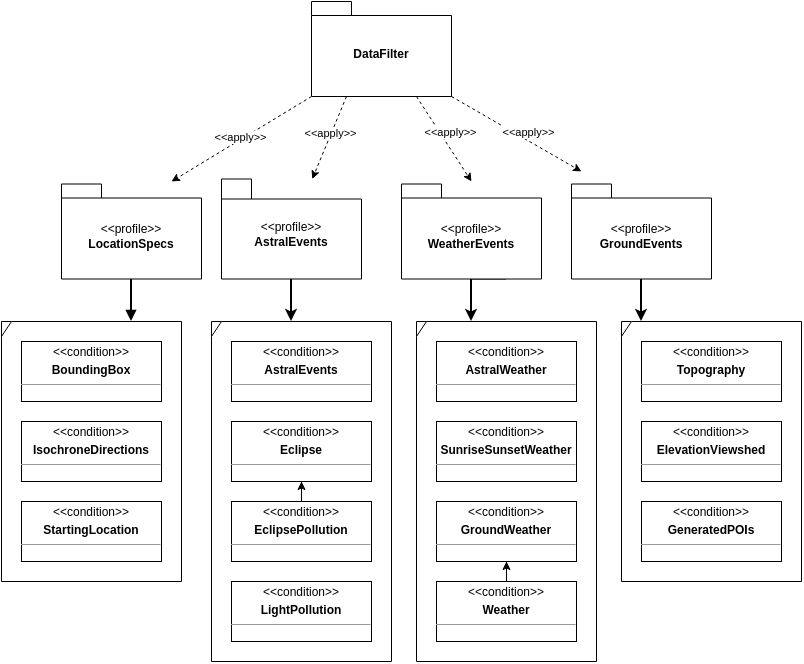 DataFilter
<<apply>>
<<apply>>
<<apply>>
<<apply>>
<<profile>>
LocationSpecs
<<profile>>
AstralEvents
<<profile>>
WeatherEvents
<<profile>>
GroundEvents
<<condition>>
BoundingBox
<<condition>>
IsochroneDirections
<<condition>>
StartingLocation
<<condition>>
AstralEvents
<<condition>>
Eclipse
<<condition>>
EclipsePollution
<<condition>>
LightPollution
<<condition>>
AstralWeather
<<condition>>
SunriseSunsetWeather
<<condition>>
GroundWeather
<<condition>>
Weather
<<condition>>
Topography
<<condition>>
ElevationViewshed
<<condition>>
GeneratedPOIs